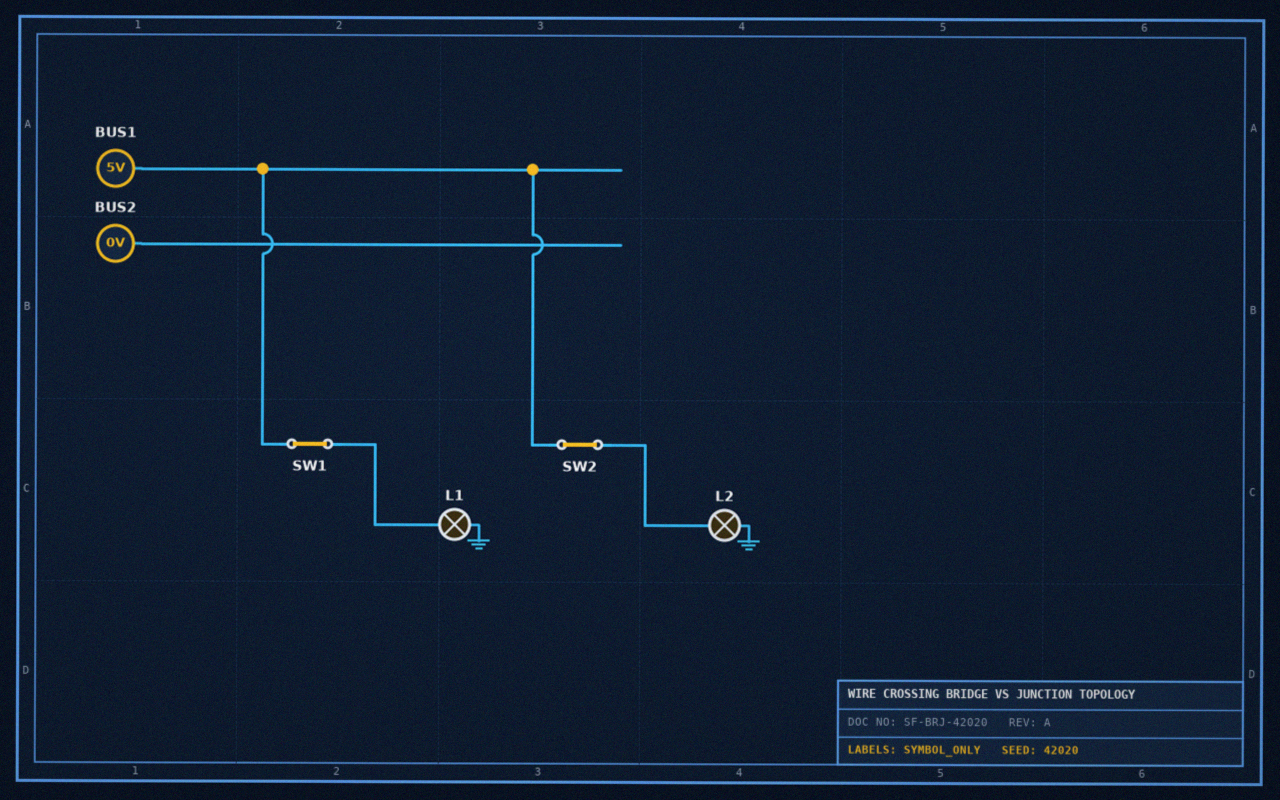 1 2 3 4 5 6
A A
BUS1
5V
BUS2
0V
B B
SW1 SW2
C C
L1 L2
D D
WIRE CROSSING BRIDGE VS JUNCTION TOPOLOGY
DOC NO: SF-BRJ-42020 REV: A
LABELS: SYMBOL_ONLY SEED: 42020
1 2 3 4 5 6